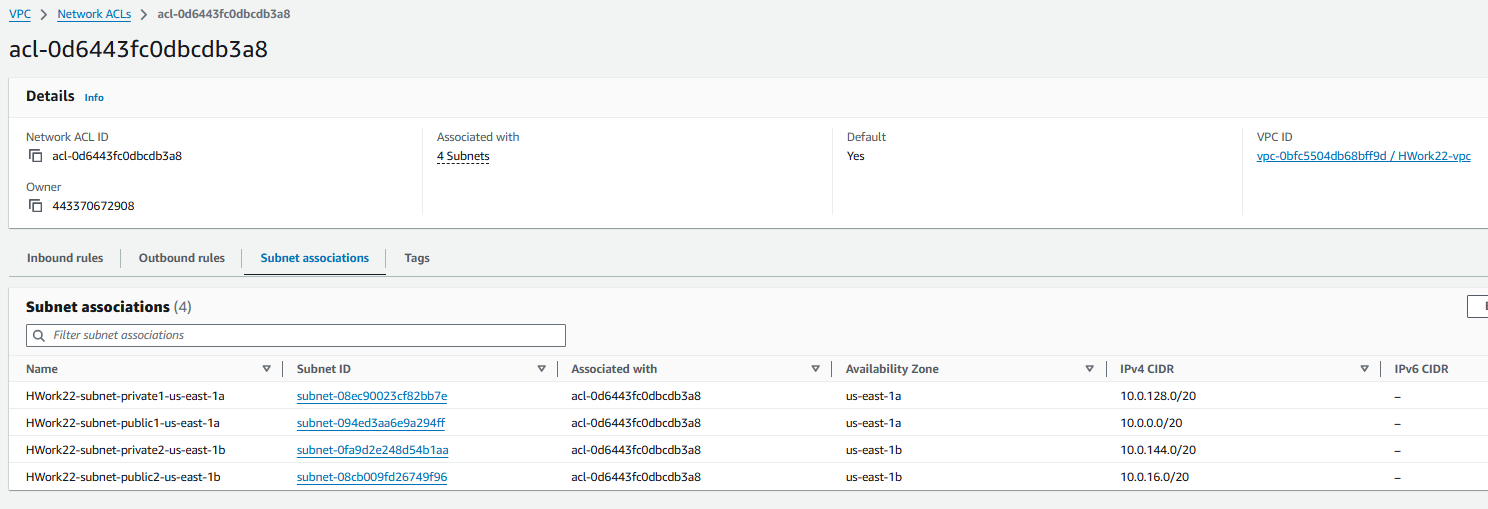 VPC > Network ACLs > acl-0d6443fc0dbcdb3a8
acl-0d6443fc0dbcdb3a8
Details Info
Network ACL ID Associated with Default VPC ID
acl-0d6443fc0dbcdb3a8 4 Subnets Yes vpc-0bfc5504db68bff9d / HWork22-vpc
Owner
443370672908
Inbound rules Outbound rules Subnet associations Tags
Subnet associations (4)
Filter subnet associations
Name Subnet ID Associated with Availability Zone IPv4 CIDR IPv6 CIDR
HWork22-subnet-private1-us-east-1a subnet-08ec90023cf82bb7e acl-0d6443fc0dbcdb3a8 us-east-1a 10.0.128.0/20 –
HWork22-subnet-public1-us-east-1a subnet-094ed3aa6e9a294ff acl-0d6443fc0dbcdb3a8 us-east-1a 10.0.0.0/20 –
HWork22-subnet-private2-us-east-1b subnet-0fa9d2e248d54b1aa acl-0d6443fc0dbcdb3a8 us-east-1b 10.0.144.0/20 –
HWork22-subnet-public2-us-east-1b subnet-08cb009fd26749f96 acl-0d6443fc0dbcdb3a8 us-east-1b 10.0.16.0/20 –